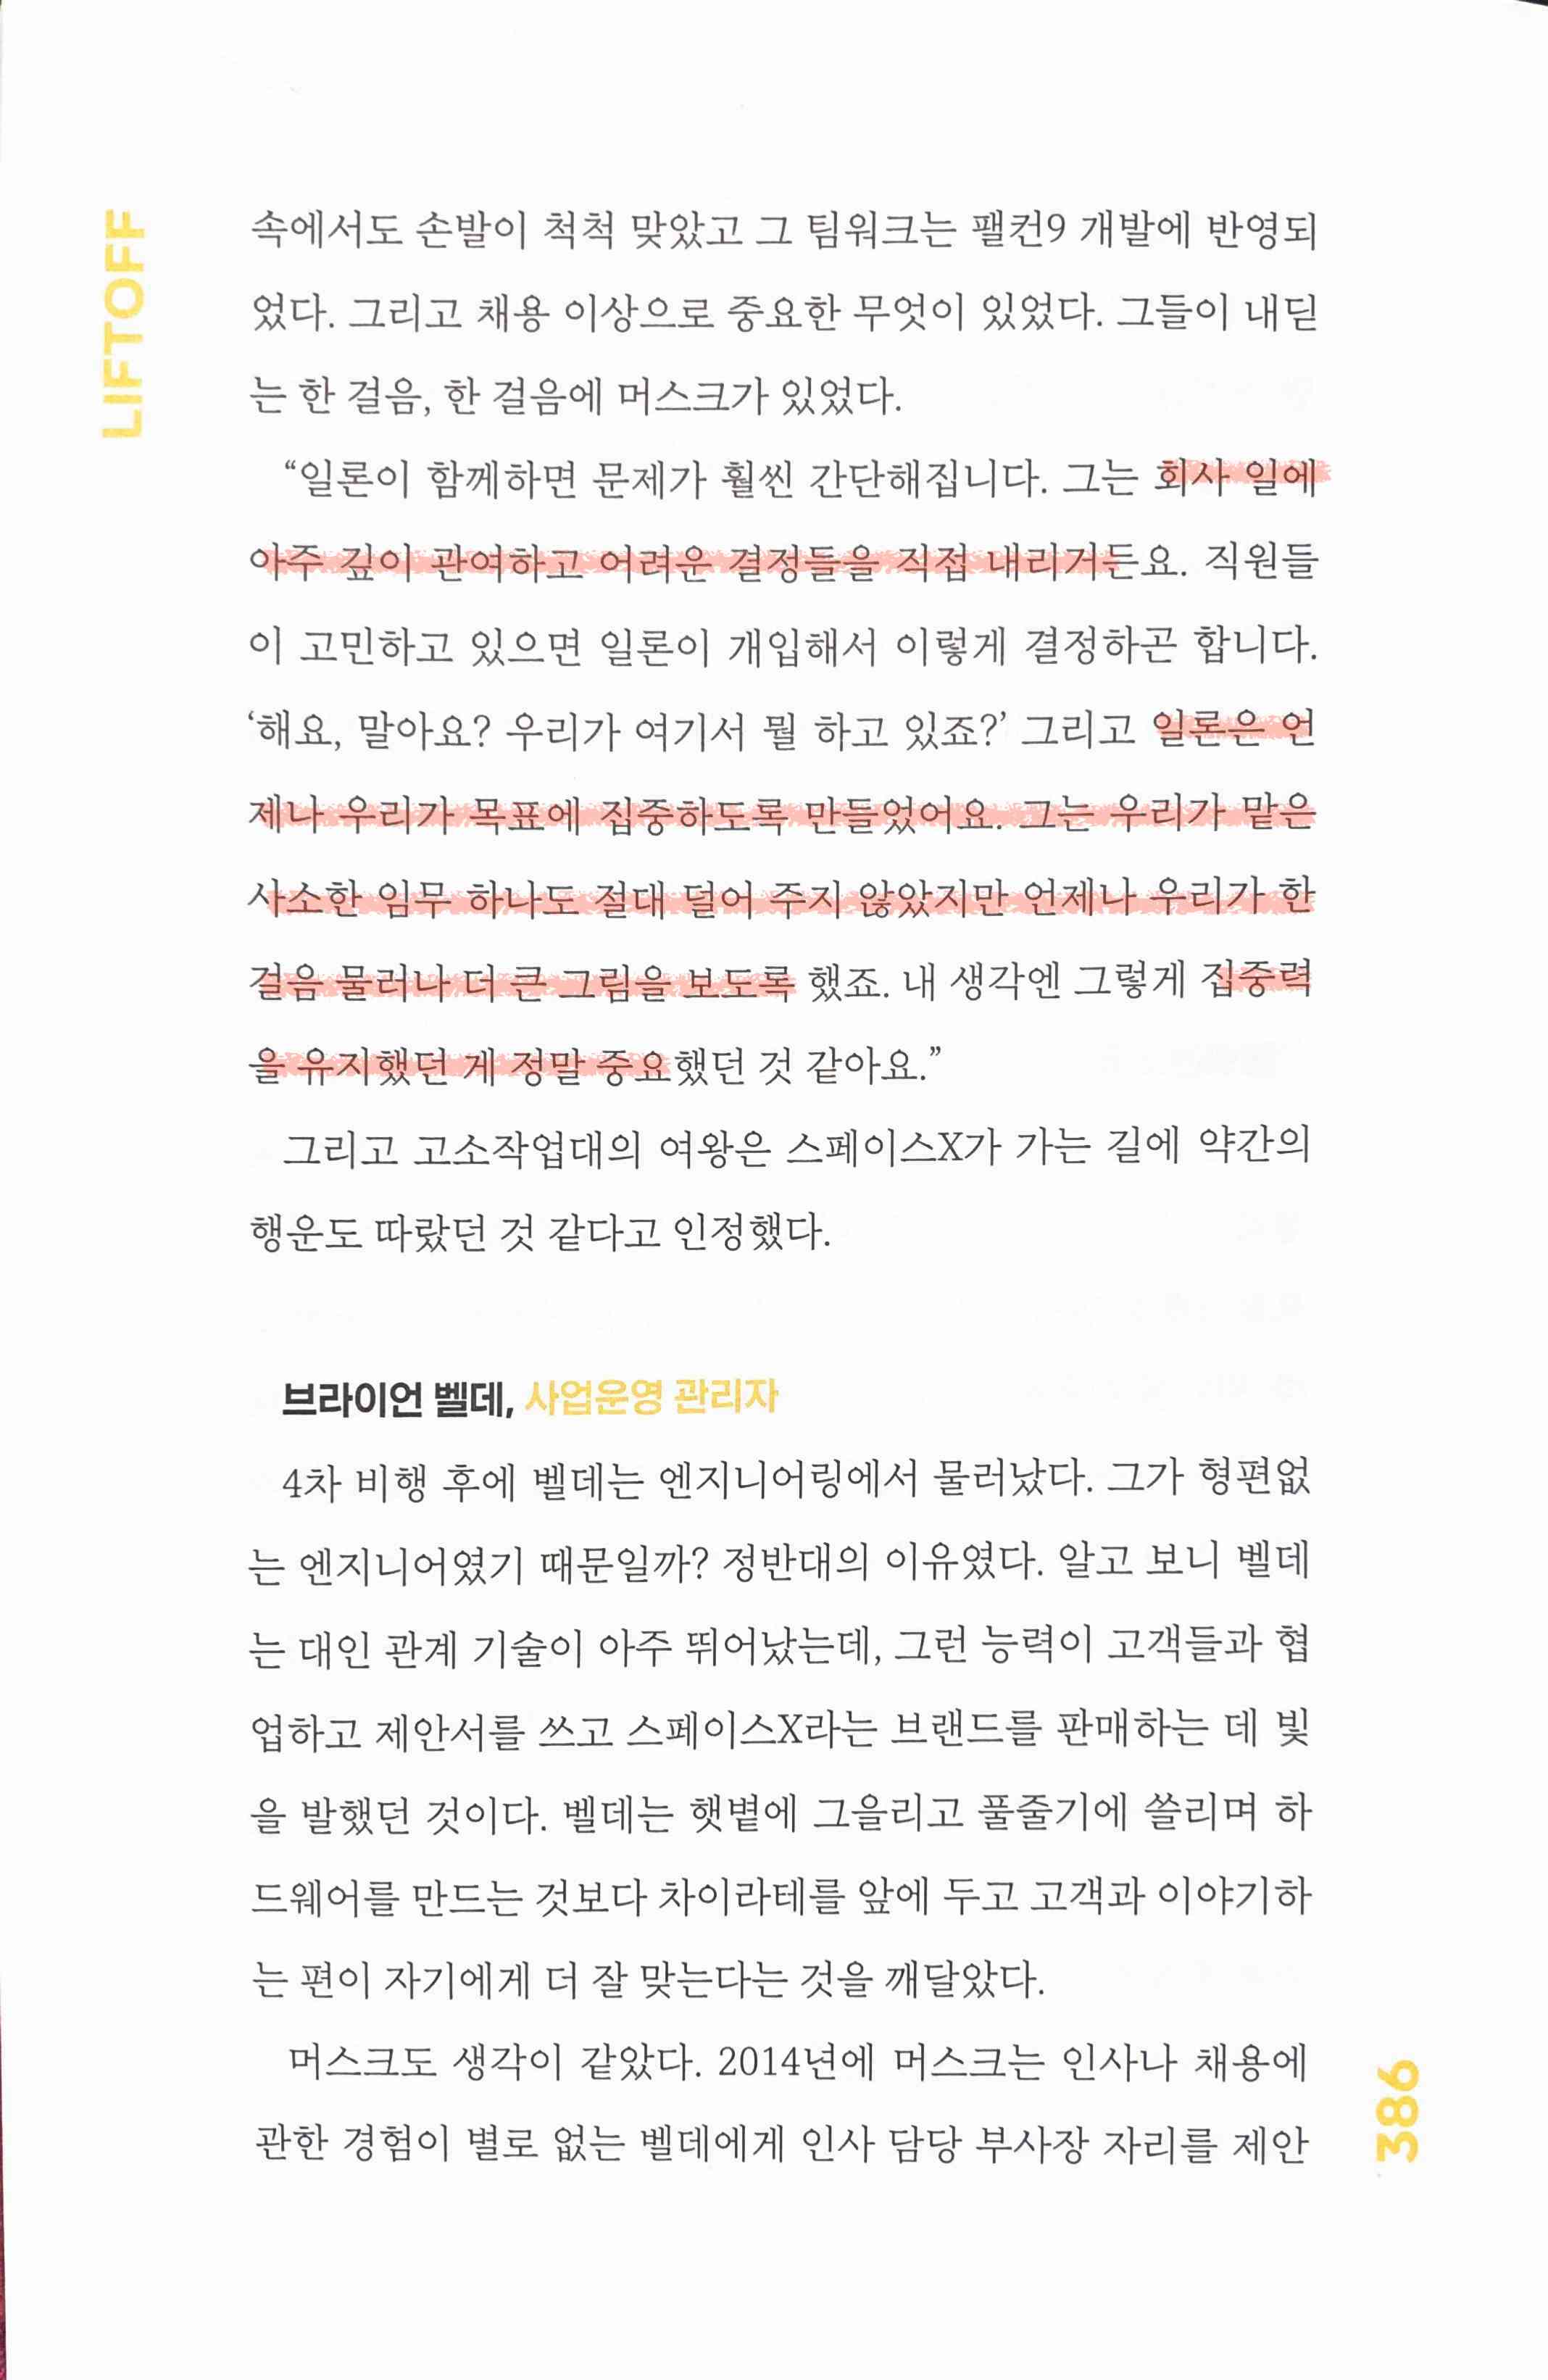 LIFTOFF
속에서도 손발이 척척 맞았고 그 팀워크는 팰컨9 개발에 반영되
었다. 그리고 채용 이상으로 중요한 무엇이 있었다. 그들이 내딛
는 한 걸음, 한 걸음에 머스크가 있었다.
“일론이 함께하면 문제가 훨씬 간단해집니다. 그는 회사 일에
아주 깊이 관여하고 어려운 결정들을 직접 내리거든요. 직원들
이 고민하고 있으면 일론이 개입해서 이렇게 결정하곤 합니다.
‘해요, 말아요? 우리가 여기서 뭘 하고 있죠?’ 그리고 일론은 언
제나 우리가 목표에 집중하도록 만들었어요. 그는 우리가 맡은
사소한 임무 하나도 절대 덜어 주지 않았지만 언제나 우리가 한
걸음 물러나 더 큰 그림을 보도록 했죠. 내 생각엔 그렇게 집중력
을 유지했던 게 정말 중요했던 것 같아요.”
그리고 고소작업대의 여왕은 스페이스X가 가는 길에 약간의
행운도 따랐던 것 같다고 인정했다.
브라이언 벨데, 사업운영 관리자
4차 비행 후에 벨데는 엔지니어링에서 물러났다. 그가 형편없
는 엔지니어였기 때문일까? 정반대의 이유였다. 알고 보니 벨데
는 대인 관계 기술이 아주 뛰어났는데, 그런 능력이 고객들과 협
업하고 제안서를 쓰고 스페이스X라는 브랜드를 판매하는 데 빛
을 발했던 것이다. 벨데는 햇볕에 그을리고 풀줄기에 쓸리며 하
드웨어를 만드는 것보다 차이라테를 앞에 두고 고객과 이야기하
는 편이 자기에게 더 잘 맞는다는 것을 깨달았다.
머스크도 생각이 같았다. 2014년에 머스크는 인사나 채용에
관한 경험이 별로 없는 벨데에게 인사 담당 부사장 자리를 제안
386